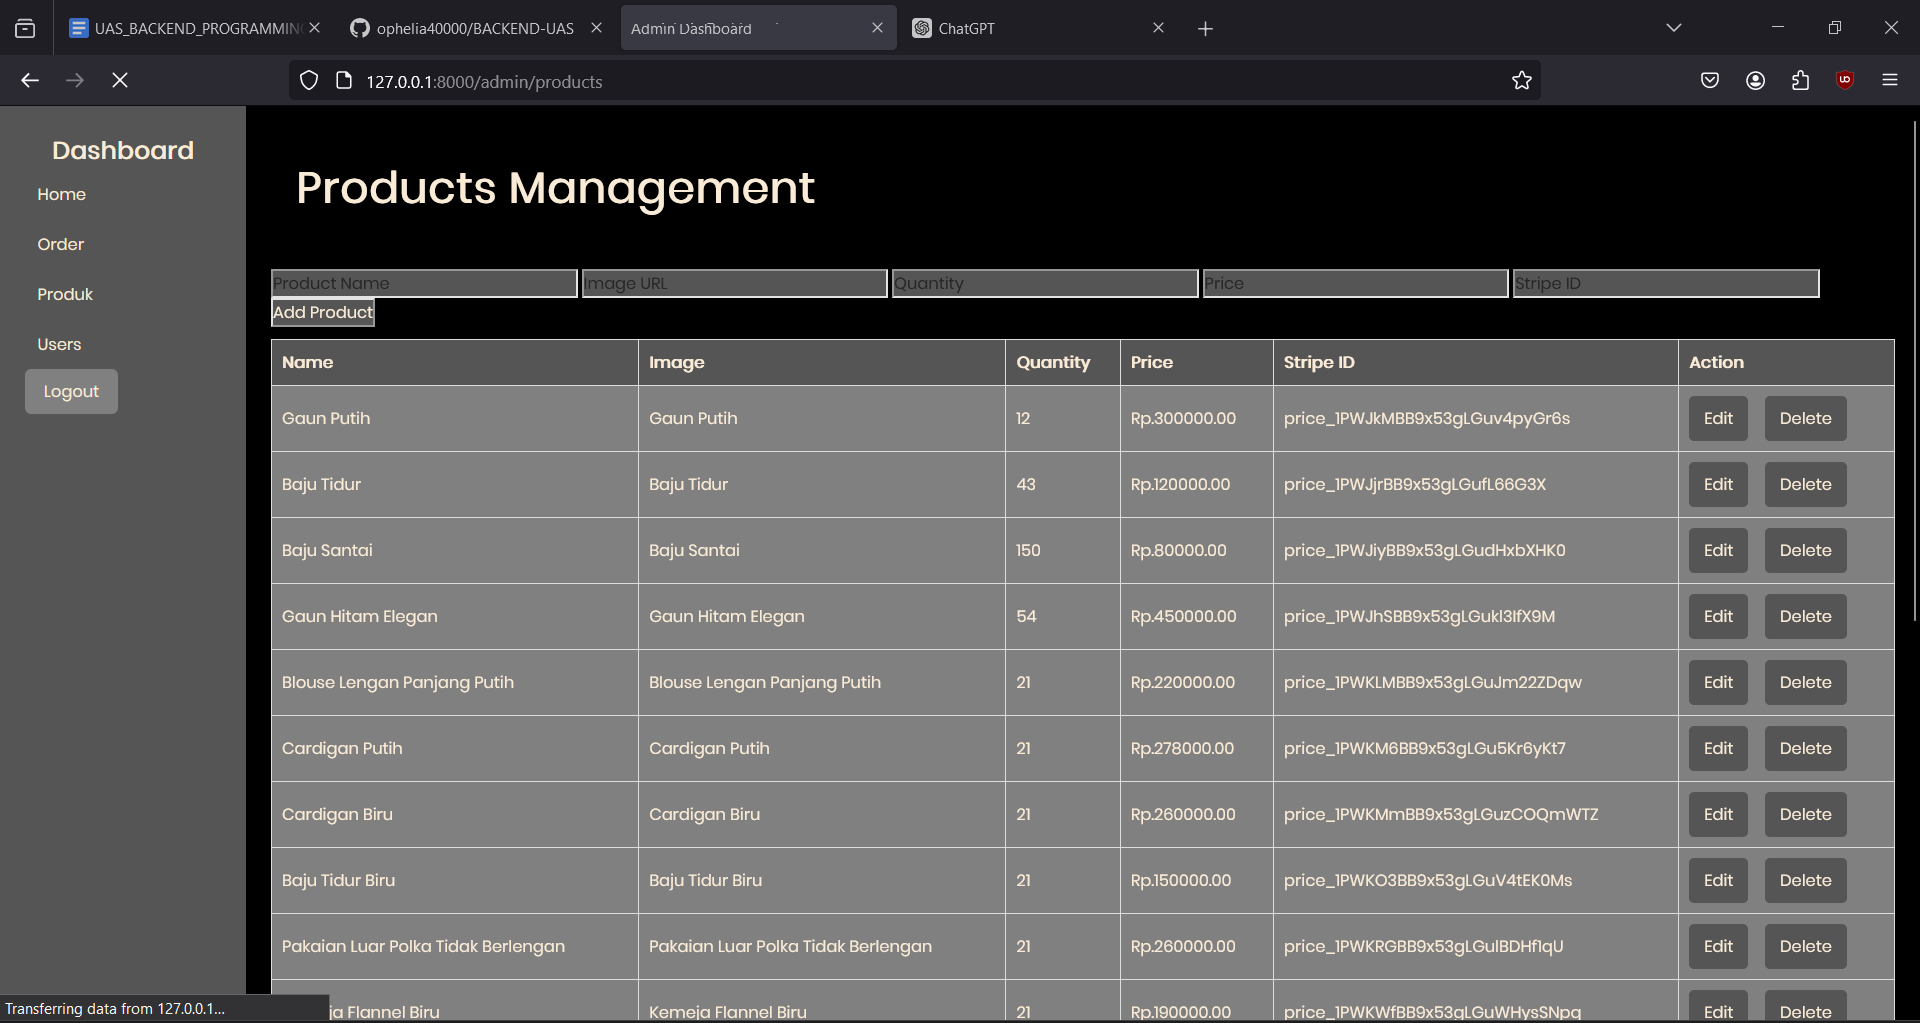 UAS_BACKEND_PROGRAMMING
ophelia40000/BACKEND-UAS
Admin Dashboard
ChatGPT
127.0.0.1:8000/admin/products
Dashboard
Home
Order
Produk
Users
Logout
Products Management
Product Name Image URL Quantity Price Stripe ID
Add Product
Name Image Quantity Price Stripe ID Action
Gaun Putih Gaun Putih 12 Rp.300000.00 price_1PWJkMBB9x53gLGuv4pyGr6s Edit Delete
Baju Tidur Baju Tidur 43 Rp.120000.00 price_1PWJjrBB9x53gLGufL66G3X Edit Delete
Baju Santai Baju Santai 150 Rp.80000.00 price_1PWJiyBB9x53gLGudHxbXHK0 Edit Delete
Gaun Hitam Elegan Gaun Hitam Elegan 54 Rp.450000.00 price_1PWJhSBB9x53gLGukl3IfX9M Edit Delete
Blouse Lengan Panjang Putih Blouse Lengan Panjang Putih 21 Rp.220000.00 price_1PWKLMBB9x53gLGuJm22ZDqw Edit Delete
Cardigan Putih Cardigan Putih 21 Rp.278000.00 price_1PWKM6BB9x53gLGu5Kr6yKt7 Edit Delete
Cardigan Biru Cardigan Biru 21 Rp.260000.00 price_1PWKMmBB9x53gLGuzCOQmWTZ Edit Delete
Baju Tidur Biru Baju Tidur Biru 21 Rp.150000.00 price_1PWKO3BB9x53gLGuV4tEK0Ms Edit Delete
Pakaian Luar Polka Tidak Berlengan Pakaian Luar Polka Tidak Berlengan 21 Rp.260000.00 price_1PWKRGBB9x53gLGulBDHf1qU Edit Delete
ja Flannel Biru Kemeja Flannel Biru 21 Rp.190000.00 price_1PWKWfBB9x53gLGuWHysSNpq Edit Delete
Transferring data from 127.0.0.1...